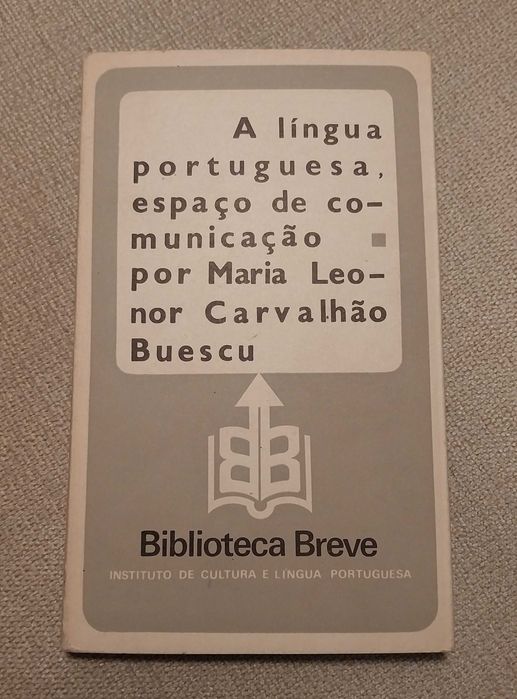 A língua
portuguesa,
espaço de co-
municação
por Maria Leo-
nor Carvalhão
Buescu
BB
Biblioteca Breve
INSTITUTO DE CULTURA E LÍNGUA PORTUGUESA